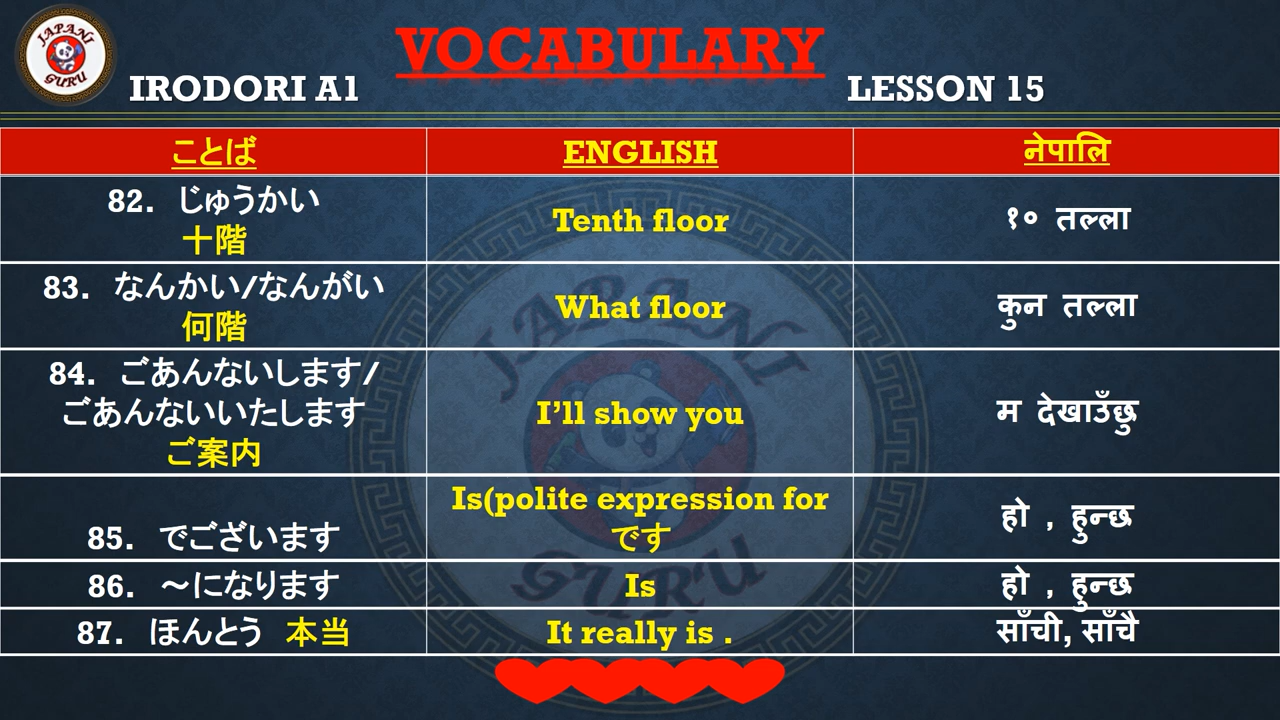 JAPANI
GURU
VOCABULARY
IRODORI A1
LESSON 15
ことば
ENGLISH
नेपालि
82. じゅうかい
十階
Tenth floor
१० तल्ला
83. なんかい/なんがい
何階
What floor
कुन तल्ला
84. ごあんないします/
ごあんないいたします
ご案内
I’ll show you
म देखाउँछु
85. でございます
Is(polite expression for
です
हो , हुन्छ
86. ～になります
Is
हो , हुन्छ
87. ほんとう 本当
It really is .
साँची, साँचै
JAPANI
GURU